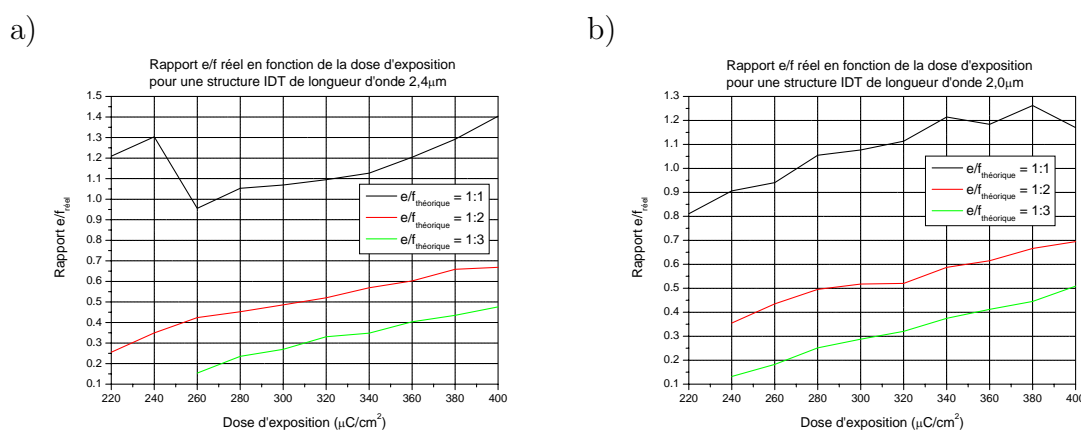 a)
Rapport e/f réel en fonction de la dose d'exposition
pour une structure IDT de longueur d'onde 2,4μm
1.5
1.4
1.3
1.2
1.1
1.0
0.9
0.8
0.7
0.6
0.5
0.4
0.3
0.2
0.1
Rapport e/f réel
e/f théorique = 1:1
e/f théorique = 1:2
e/f théorique = 1:3
220 240 260 280 300 320 340 360 380 400
Dose d'exposition (μC/cm²)
b)
Rapport e/f réel en fonction de la dose d'exposition
pour une structure IDT de longueur d'onde 2,0μm
1.3
1.2
1.1
1.0
0.9
0.8
0.7
0.6
0.5
0.4
0.3
0.2
0.1
Rapport e/f réel
e/f théorique = 1:1
e/f théorique = 1:2
e/f théorique = 1:3
220 240 260 280 300 320 340 360 380 400
Dose d'exposition (μC/cm²)